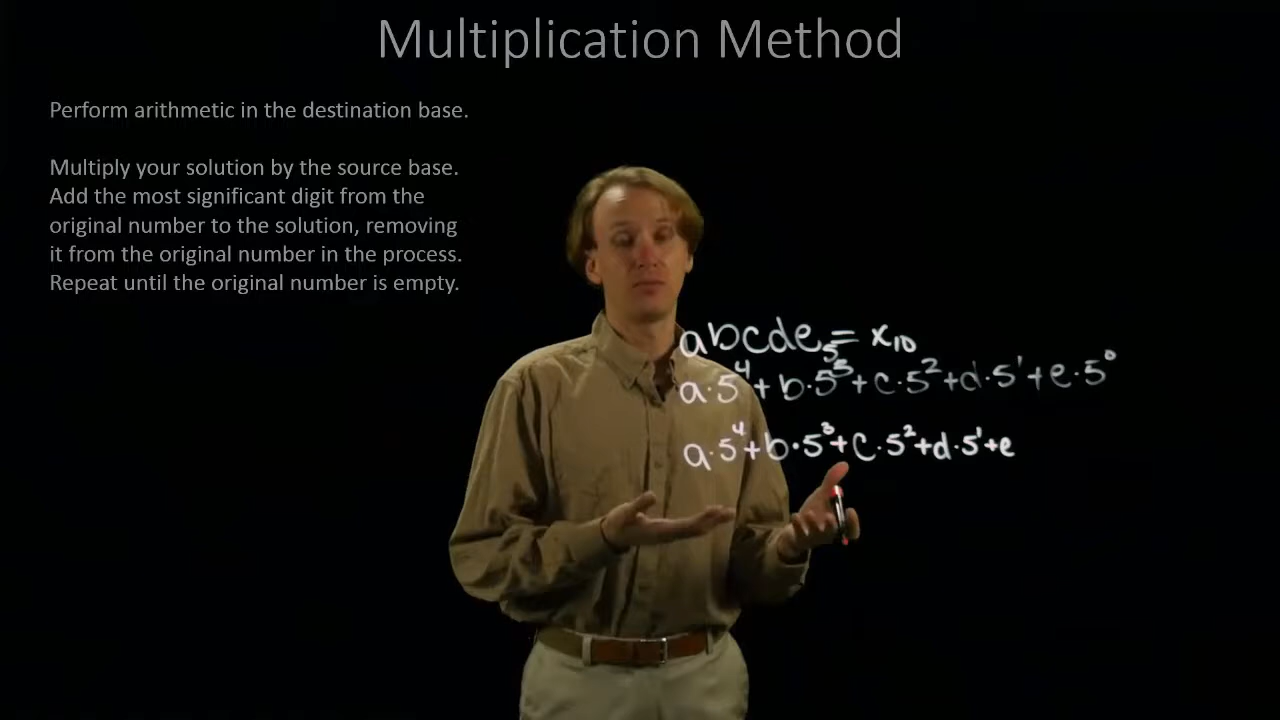 Multiplication Method
Perform arithmetic in the destination base.
Multiply your solution by the source base.
Add the most significant digit from the
original number to the solution, removing
it from the original number in the process.
Repeat until the original number is empty.
abcde₅ = x₁₀
a·5⁴+b·5³+c·5²+d·5¹+e·5⁰
a·5⁴+b·5³+c·5²+d·5¹+e